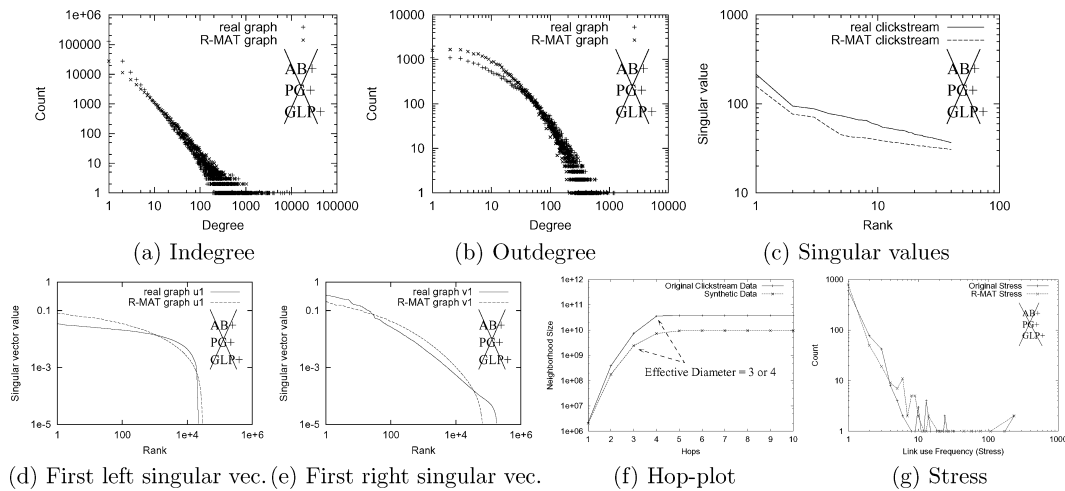 1e+06
100000
10000
1000
100
10
1
1
10
100
1000
10000
100000
Count
Degree
real graph
R-MAT graph
AB+
PG+
GLP+
(a) Indegree
10000
1000
100
10
1
1
10
100
1000
10000
Count
Degree
real graph
R-MAT graph
AB+
PG+
GLP+
(b) Outdegree
1000
100
10
1
10
100
Singular value
Rank
real clickstream
R-MAT clickstream
AB+
PG+
GLP+
(c) Singular values
0.1
1e-3
1e-5
1
100
1e+4
1e+6
Singular vector value
Rank
real graph u1
R-MAT graph u1
AB+
PG+
GLP+
(d) First left singular vec.
0.1
1e-3
1e-5
1
100
1e+4
1e+6
Singular vector value
Rank
real graph v1
R-MAT graph v1
AB+
PG+
GLP+
(e) First right singular vec.
1e+12
1e+11
1e+10
1e+09
1e+08
1e+07
1e+06
1
2
3
4
5
6
7
8
9
10
Neighborhood Size
Hops
Original Clickstream Data
Synthetic Data
Effective Diameter = 3 or 4
(f) Hop-plot
1000
100
10
1
1
10
100
1000
Count
Link use Frequency (Stress)
Original Stress
R-MAT Stress
AB+
PG+
GLP+
(g) Stress